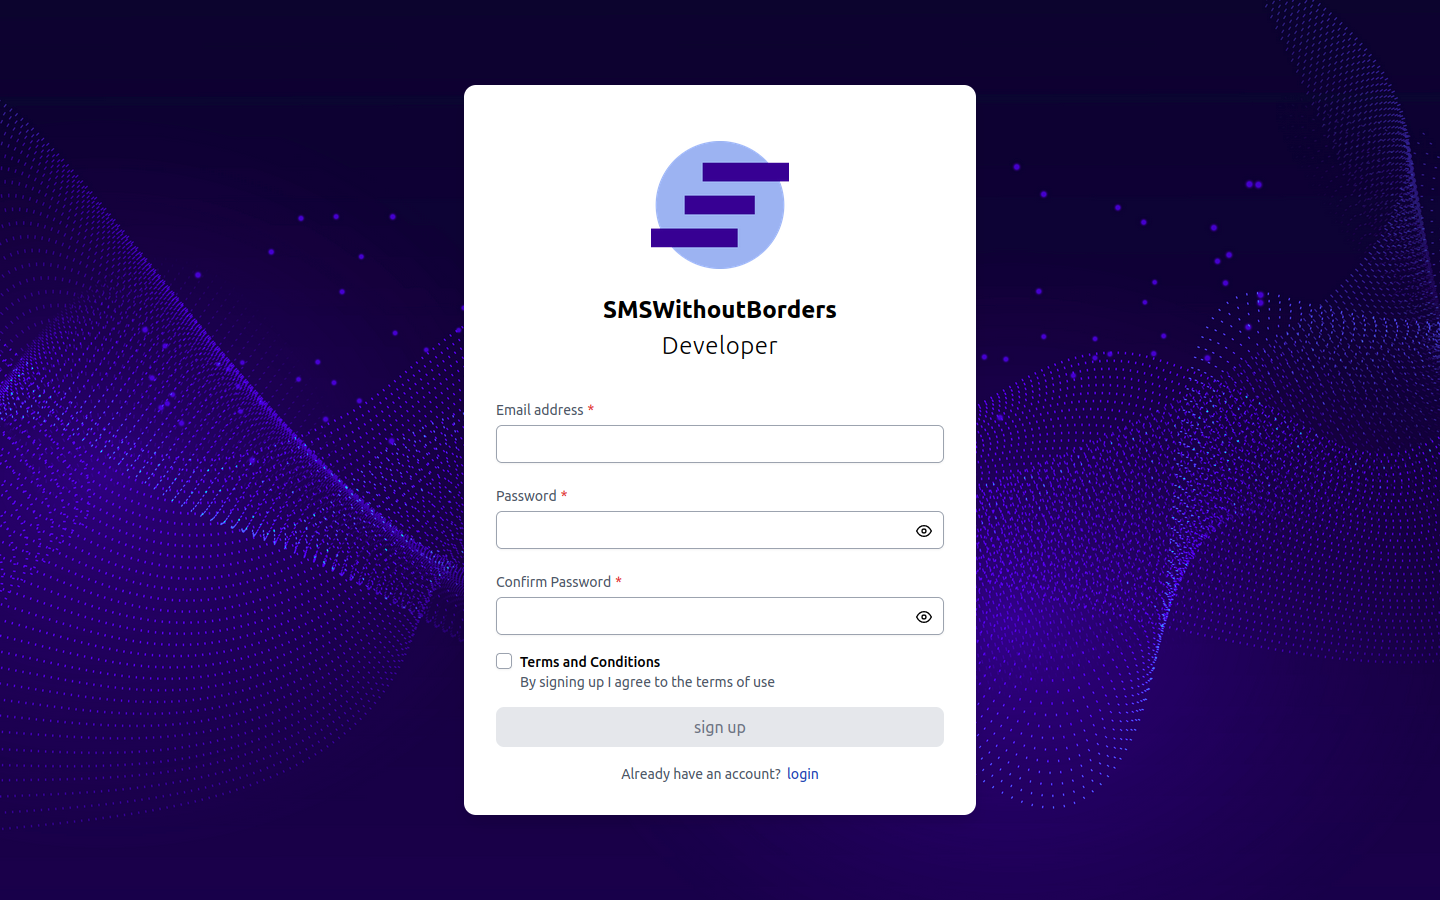 SMSWithoutBorders
Developer
Email address *
Password *
Confirm Password *
Terms and Conditions
By signing up I agree to the terms of use
sign up
Already have an account? login